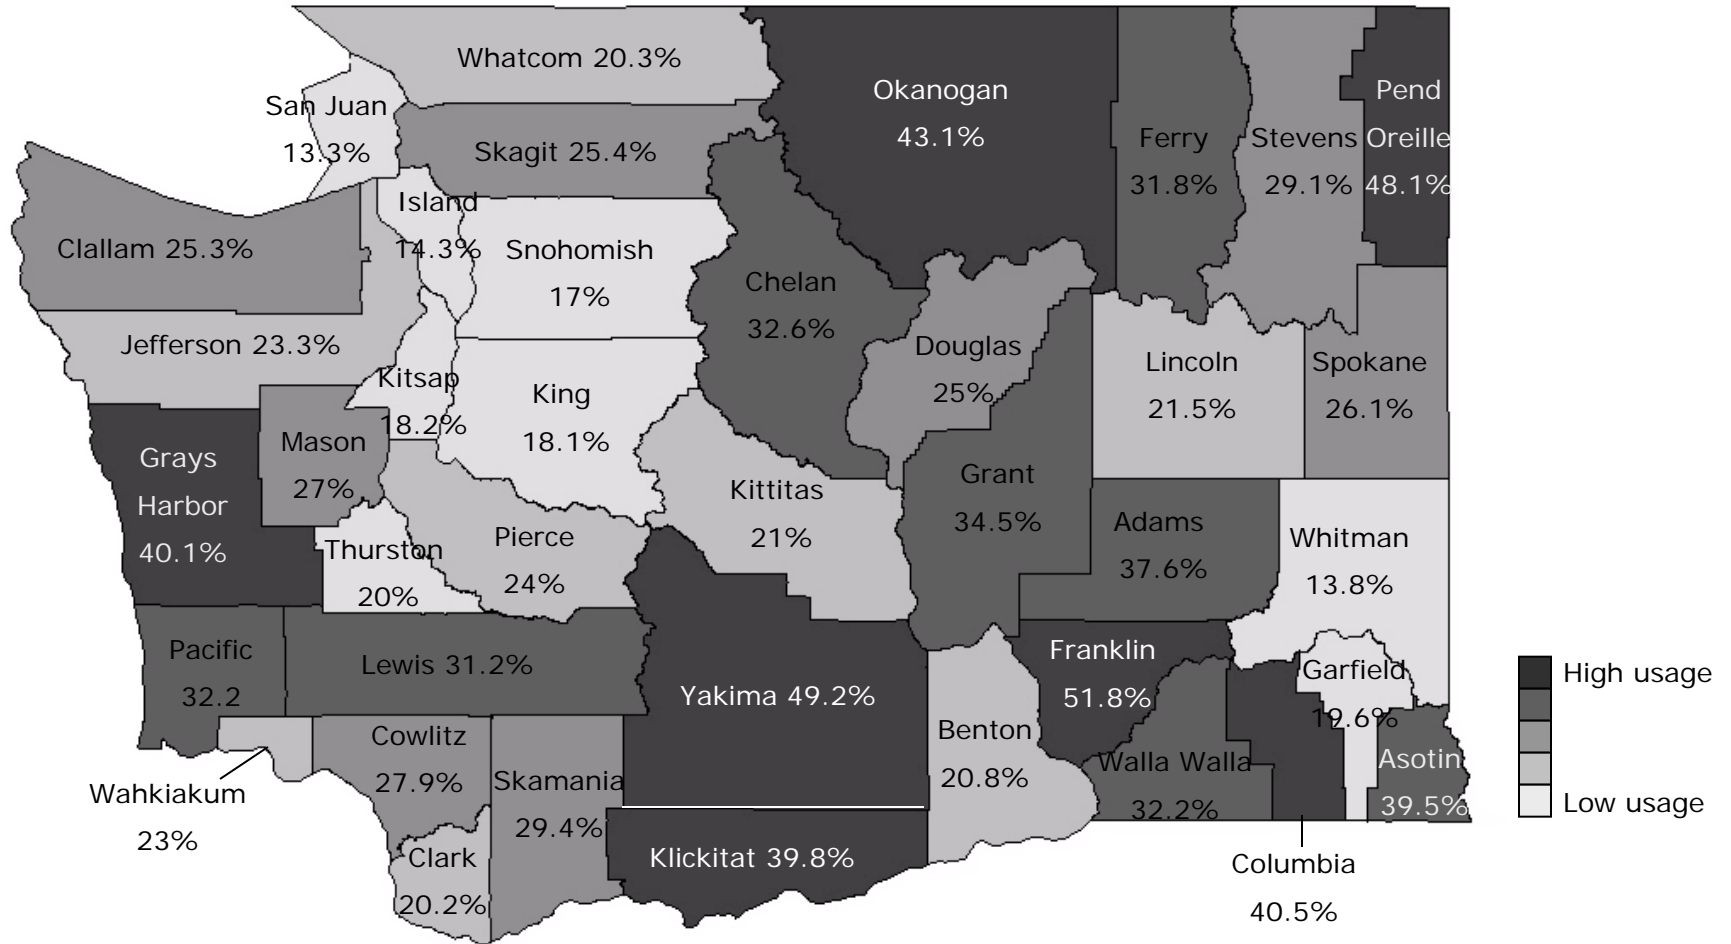 Whatcom 20.3%
San Juan
13.3%
Skagit 25.4%
Okanogan
43.1%
Ferry
31.8%
Stevens
29.1%
Pend
Oreille
48.1%
Clallam 25.3%
Island
14.3%
Snohomish
17%
Chelan
32.6%
Jefferson 23.3%
Kitsap
18.2%
King
18.1%
Douglas
25%
Lincoln
21.5%
Spokane
26.1%
Grays
Harbor
40.1%
Mason
27%
Thurston
20%
Pierce
24%
Kittitas
21%
Grant
34.5%
Adams
37.6%
Whitman
13.8%
Pacific
32.2
Lewis 31.2%
Yakima 49.2%
Franklin
51.8%
Garfield
19.6%
Wahkiakum
23%
Cowlitz
27.9%
Skamania
29.4%
Benton
20.8%
Walla Walla
32.2%
Asotin
39.5%
Clark
20.2%
Klickitat 39.8%
Columbia
40.5%
High usage
Low usage